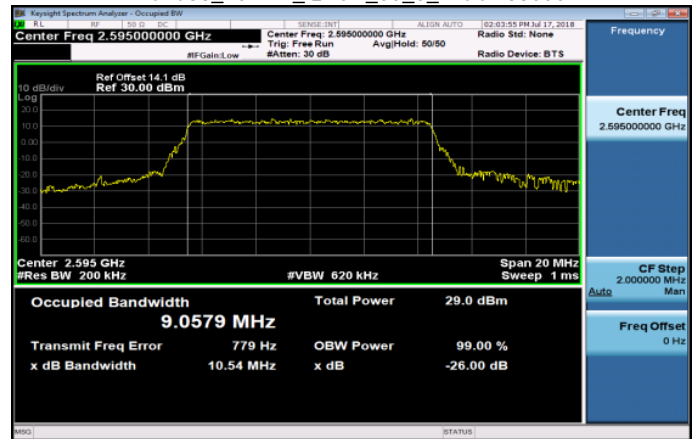 Keysight Spectrum Analyzer - Occupied BW
RL RF 50 Ω DC SENSE:INT ALIGN AUTO 02:03:55 PM Jul 17, 2018
Center Freq 2.595000000 GHz
Center Freq: 2.595000000 GHz
Radio Std: None
Trig: Free Run Avg|Hold: 50/50
#IFGain:Low #Atten: 30 dB Radio Device: BTS
Frequency
Ref Offset 14.1 dB
10 dB/div Ref 30.00 dBm
Log
20.0
10.0
0.00
-10.0
-20.0
-30.0
-40.0
-50.0
-60.0
Center 2.595 GHz Span 20 MHz
#Res BW 200 kHz #VBW 620 kHz Sweep 1 ms
Occupied Bandwidth Total Power 29.0 dBm
9.0579 MHz
Transmit Freq Error 779 Hz OBW Power 99.00 %
x dB Bandwidth 10.54 MHz x dB -26.00 dB
Center Freq
2.595000000 GHz
CF Step
2.000000 MHz
Auto Man
Freq Offset
0 Hz
MSG STATUS